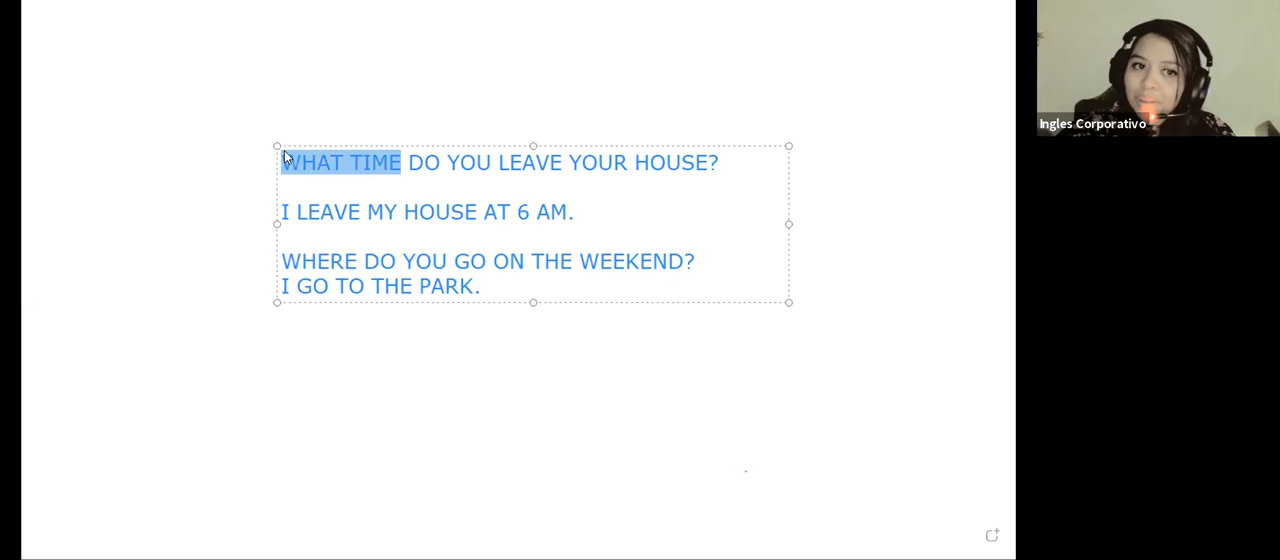 WHAT TIME DO YOU LEAVE YOUR HOUSE?
I LEAVE MY HOUSE AT 6 AM.
WHERE DO YOU GO ON THE WEEKEND?
I GO TO THE PARK.
Ingles Corporativo